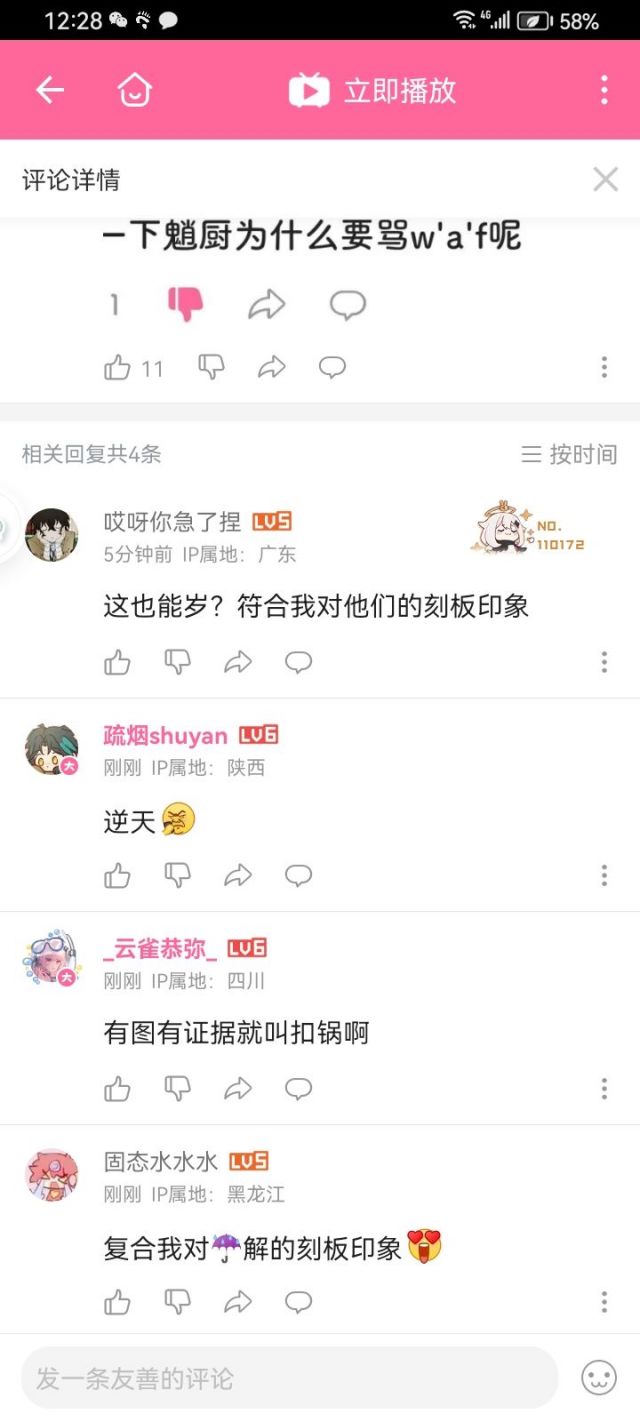 12:28
4G
58%
立即播放
评论详情
一下魈厨为什么要骂w'a'f呢
1
11
相关回复共4条
按时间
哎呀你急了捏 LV5
NO.
110172
5分钟前 IP属地：广东
这也能岁？符合我对他们的刻板印象
疏烟shuyan LV6
大
刚刚 IP属地：陕西
逆天
_云雀恭弥_ LV6
大
刚刚 IP属地：四川
有图有证据就叫扣锅啊
固态水水水 LV5
刚刚 IP属地：黑龙江
复合我对☔解的刻板印象😍
发一条友善的评论